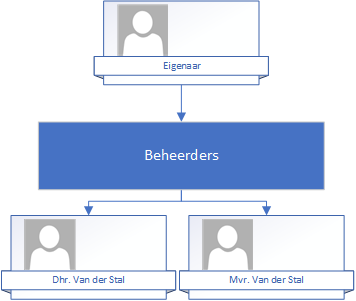 Eigenaar
Beheerders
Dhr. Van der Stal
Mvr. Van der Stal